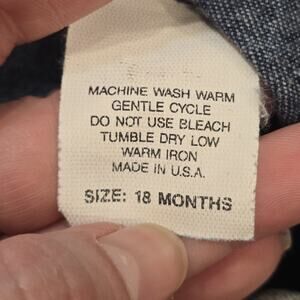 MACHINE WASH WARM
GENTLE CYCLE
DO NOT USE BLEACH
TUMBLE DRY LOW
WARM IRON
MADE IN U.S.A.
SIZE: 18 MONTHS